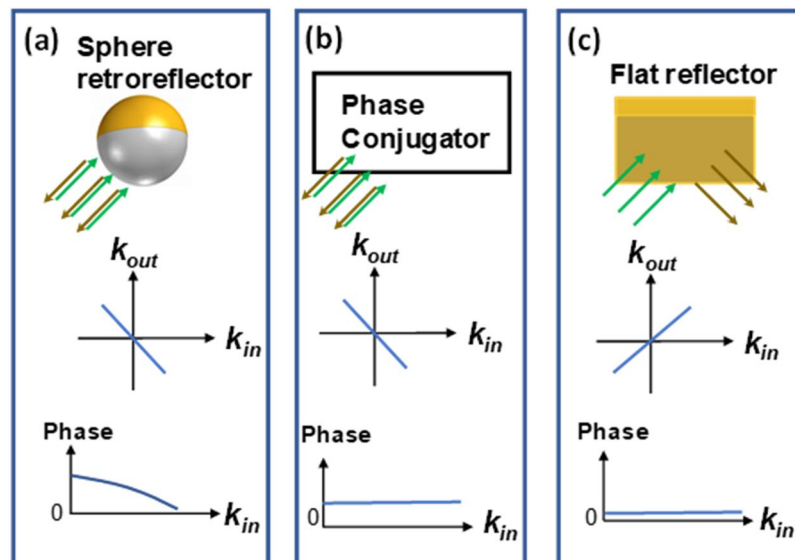 (a)
Sphere
retroreflector
k_out
k_in
Phase
0
k_in
(b)
Phase
Conjugator
k_out
k_in
Phase
0
k_in
(c)
Flat reflector
k_out
k_in
Phase
0
k_in